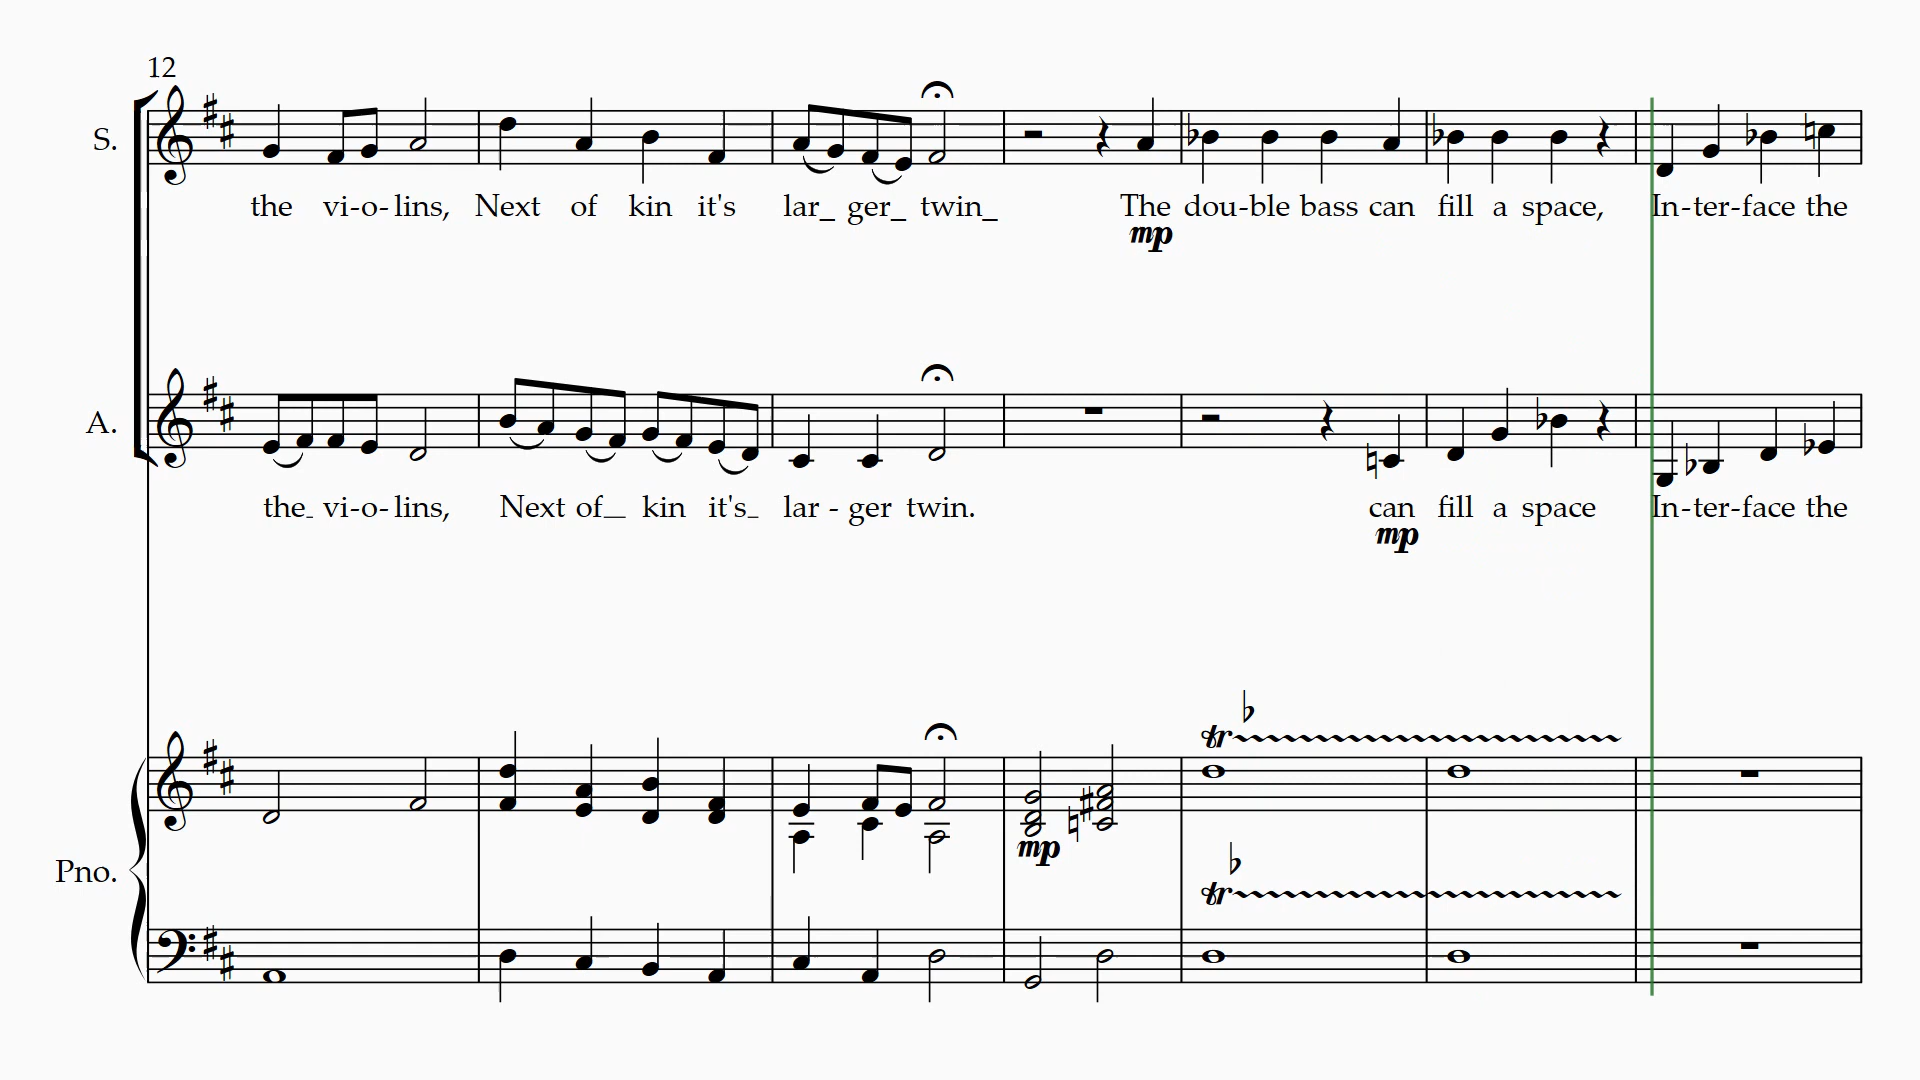 12
S.
the vi-o-lins, Next of kin it's lar_ ger_ twin_ The dou-ble bass can fill a space, In-ter-face the
mp
A.
the_ vi-o-lins, Next of_ kin it's_ lar - ger twin. can fill a space In-ter-face the
mp
tr
Pno.
mp
tr